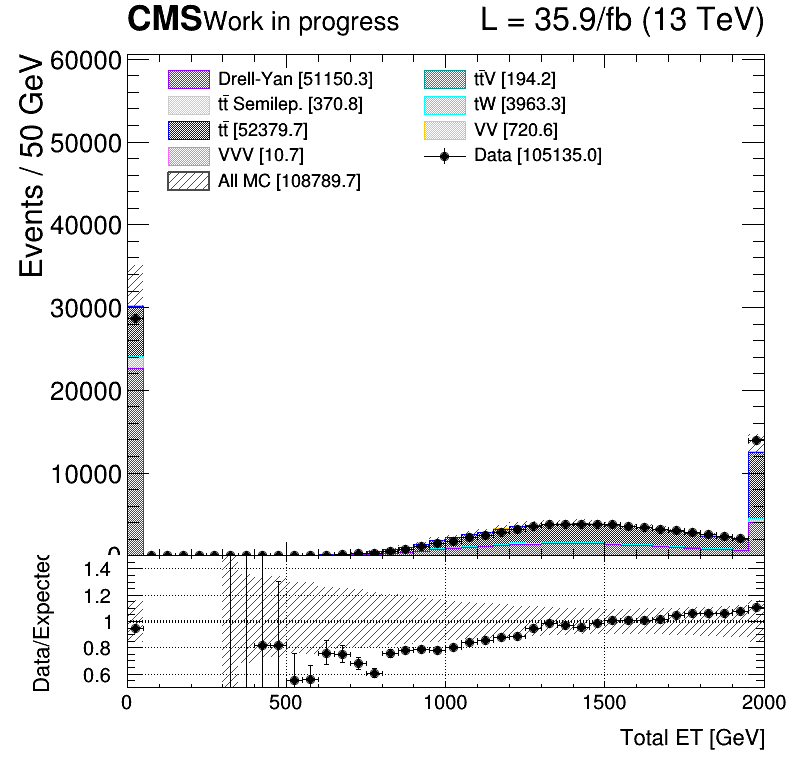 CMS Work in progress L = 35.9/fb (13 TeV)
Events / 50 GeV
60000
50000
40000
30000
20000
10000
0
Drell-Yan [51150.3]
tt̄ Semilep. [370.8]
tt̄ [52379.7]
VVV [10.7]
All MC [108789.7]
tt̄V [194.2]
tW [3963.3]
VV [720.6]
Data [105135.0]
Data/Expected
1.4
1.2
1
0.8
0.6
0 500 1000 1500 2000
Total ET [GeV]